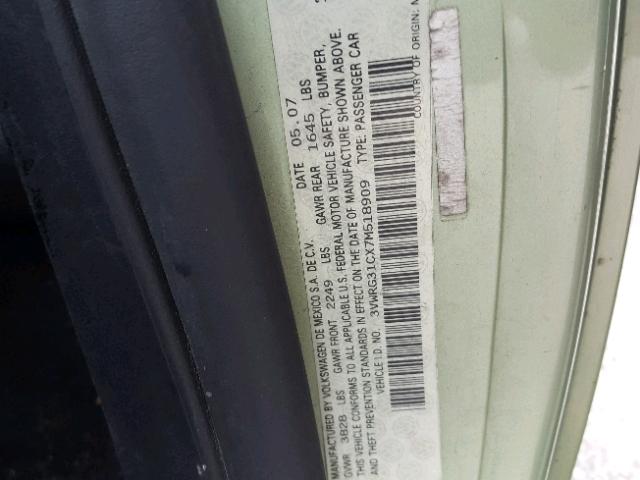 MANUFACTURED BY VOLKSWAGEN DE MEXICO S.A. DE C.V. DATE 05.07
GVWR 3828 LBS GAWR FRONT 2249 LBS GAWR REAR 1645 LBS
THIS VEHICLE CONFORMS TO ALL APPLICABLE U.S. FEDERAL MOTOR VEHICLE SAFETY, BUMPER,
AND THEFT PREVENTION STANDARDS IN EFFECT ON THE DATE OF MANUFACTURE SHOWN ABOVE.
VEHICLE I.D. NO. 3VWRG31CX7M518909 TYPE: PASSENGER CAR
COUNTRY OF ORIGIN: